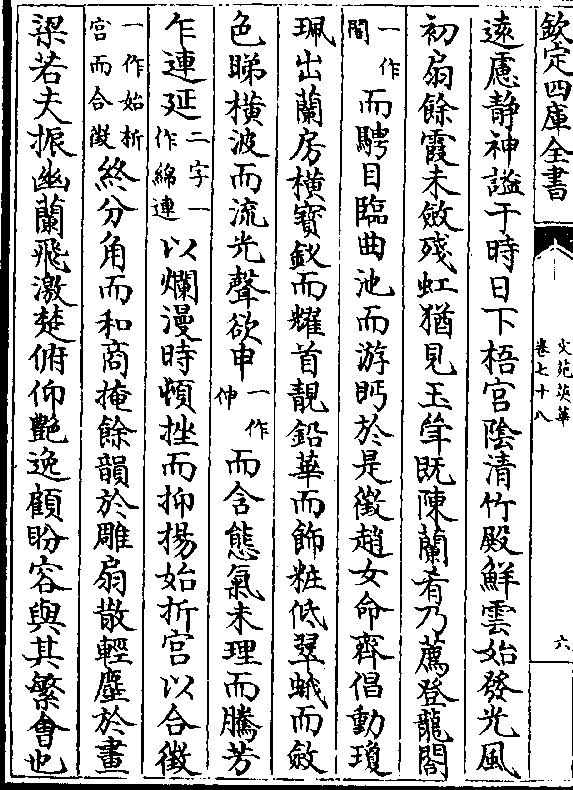 欽定四庫全書
文苑英華
卷七十八
六
遠慮靜神謐于時日下梧宮陰清竹殿鮮雲始發光風
初扇餘霞未斂殘虹猶見玉斝既陳蘭肴乃薦登龍閣
一作閣而騁目臨曲池而游眄於是徵趙女命齊倡動瓊
珮出蘭房橫寶釵而耀首靚鉛華而飾粧低翠蛾而斂
色睇橫波而流光聲欲申一作伸而含態氣未理而騰芳
乍連延二字一作綿連以爛漫時頓挫而抑揚始折宮以合徵
一作始析宮而合徵終分角而和商掩餘韻於雕扇散輕塵於畫
梁若夫振幽蘭飛激楚俯仰艷逸顧盼容與其繁會也